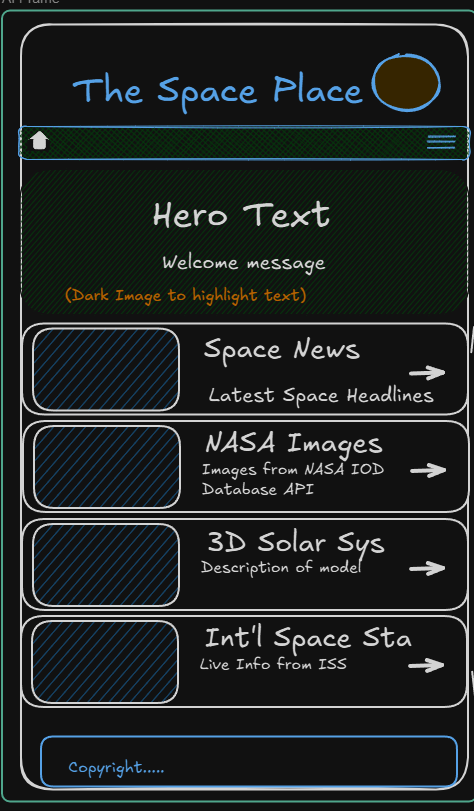 The Space Place
Hero Text
Welcome message
(Dark Image to highlight text)
Space News
Latest Space Headlines
NASA Images
Images from NASA IOD
Database API
3D Solar Sys
Description of model
Int'l Space Sta
Live Info from ISS
Copyright.....